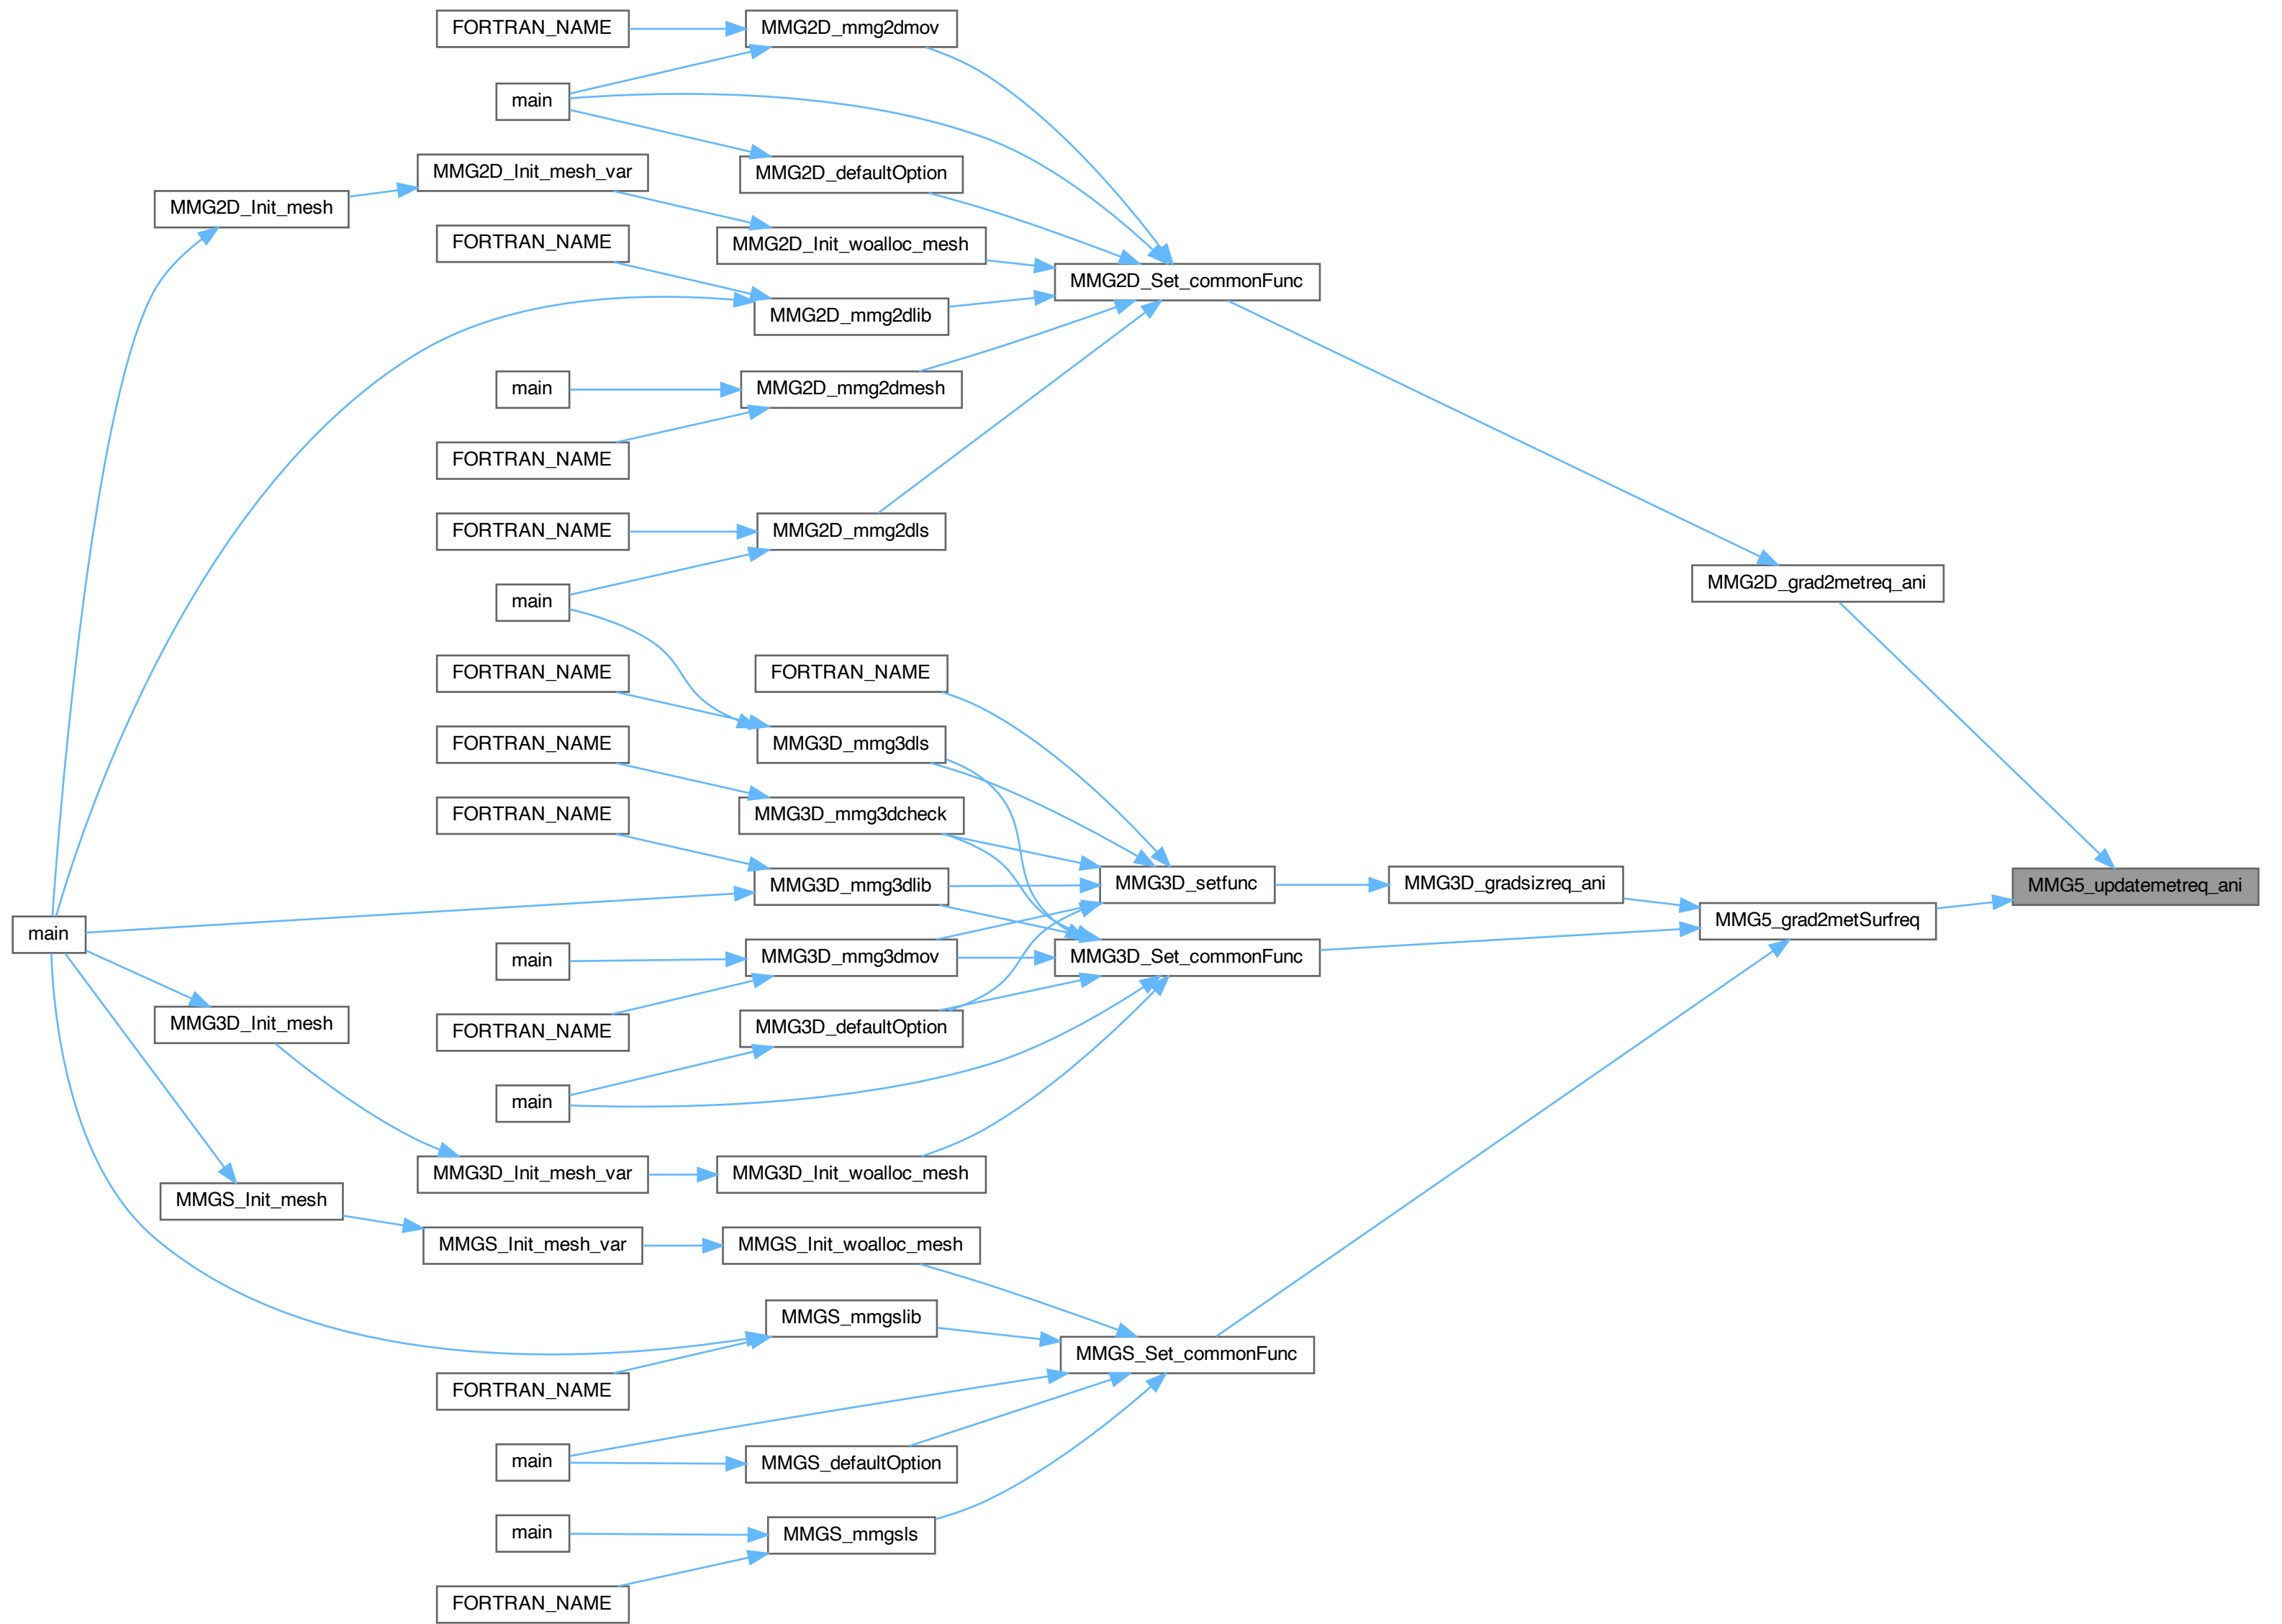 FORTRAN_NAME
MMG2D_mmg2dmov
main
MMG2D_defaultOption
MMG2D_Init_mesh_var
MMG2D_Init_mesh
FORTRAN_NAME
MMG2D_Init_woalloc_mesh
MMG2D_Set_commonFunc
MMG2D_mmg2dlib
main
MMG2D_mmg2dmesh
FORTRAN_NAME
FORTRAN_NAME
MMG2D_mmg2dls
MMG2D_grad2metreq_ani
main
FORTRAN_NAME
FORTRAN_NAME
FORTRAN_NAME
MMG3D_mmg3dls
FORTRAN_NAME
MMG3D_mmg3dcheck
MMG3D_mmg3dlib
MMG3D_setfunc
MMG3D_gradsizreq_ani
MMG5_updatemetreq_ani
MMG5_grad2metSurfreq
main
main
MMG3D_mmg3dmov
MMG3D_Set_commonFunc
MMG3D_Init_mesh
FORTRAN_NAME
MMG3D_defaultOption
main
MMG3D_Init_mesh_var
MMG3D_Init_woalloc_mesh
MMGS_Init_mesh
MMGS_Init_mesh_var
MMGS_Init_woalloc_mesh
MMGS_mmgslib
MMGS_Set_commonFunc
FORTRAN_NAME
main
MMGS_defaultOption
main
MMGS_mmgsls
FORTRAN_NAME